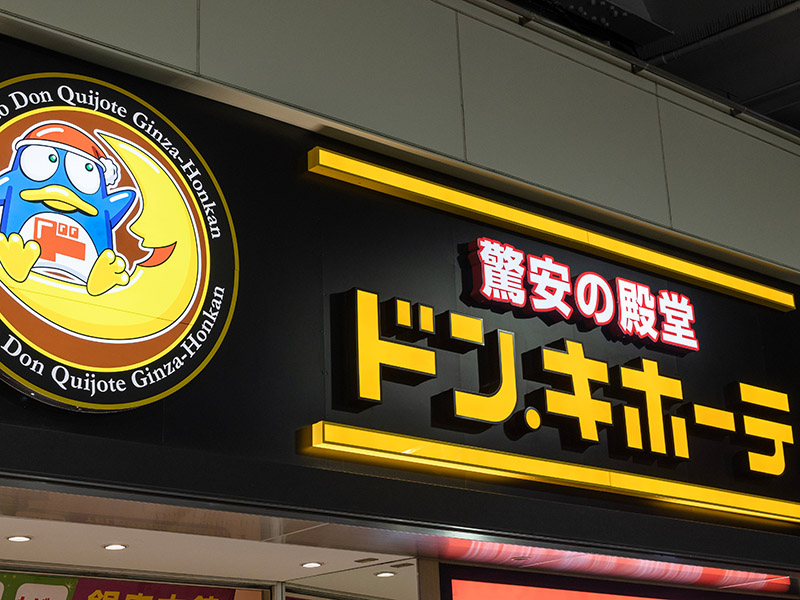 Don Quijote Ginza-Honkan
ド
Don Quijote Ginza-Honkan
驚安の殿堂
ドン.キホーテ